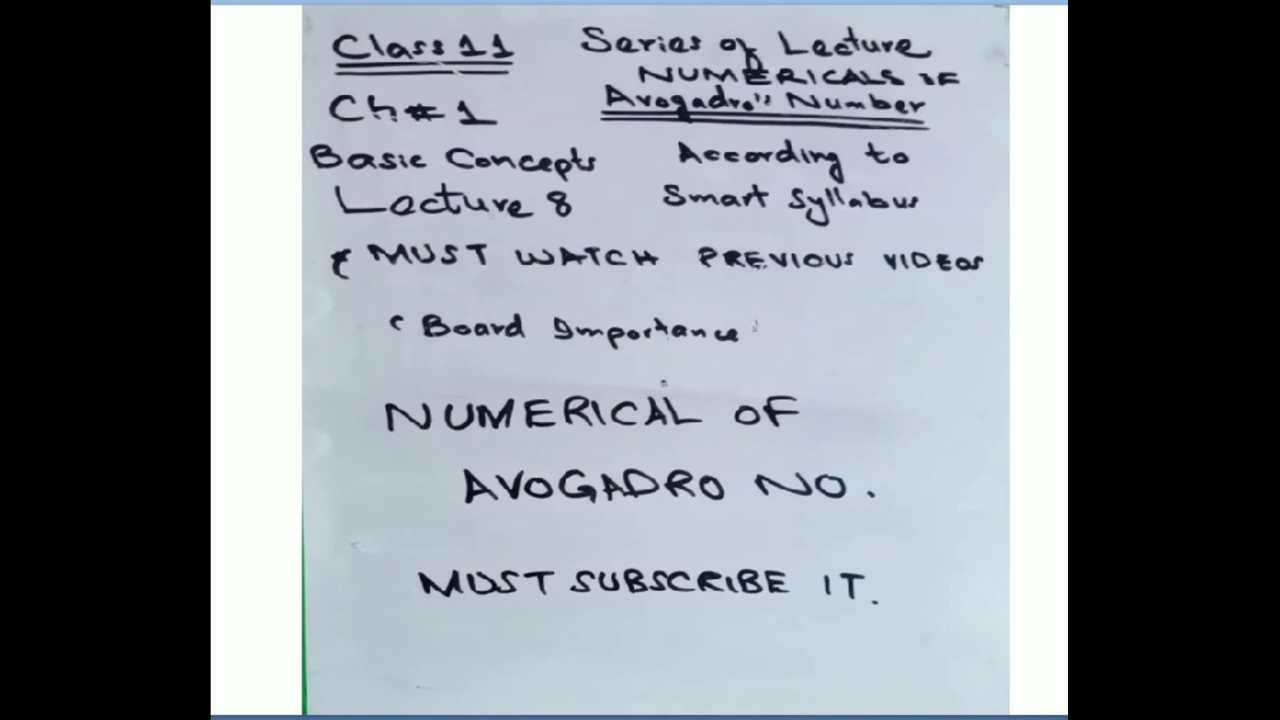 Class 11 Series of Lecture
NUMERICALS OF
Ch # 1 Avogadro's Number
Basic Concepts According to
Lecture 8 Smart Syllabus
( MUST WATCH PREVIOUS VIDEOS
( Board Importance
NUMERICAL OF
AVOGADRO NO.
MUST SUBSCRIBE IT.